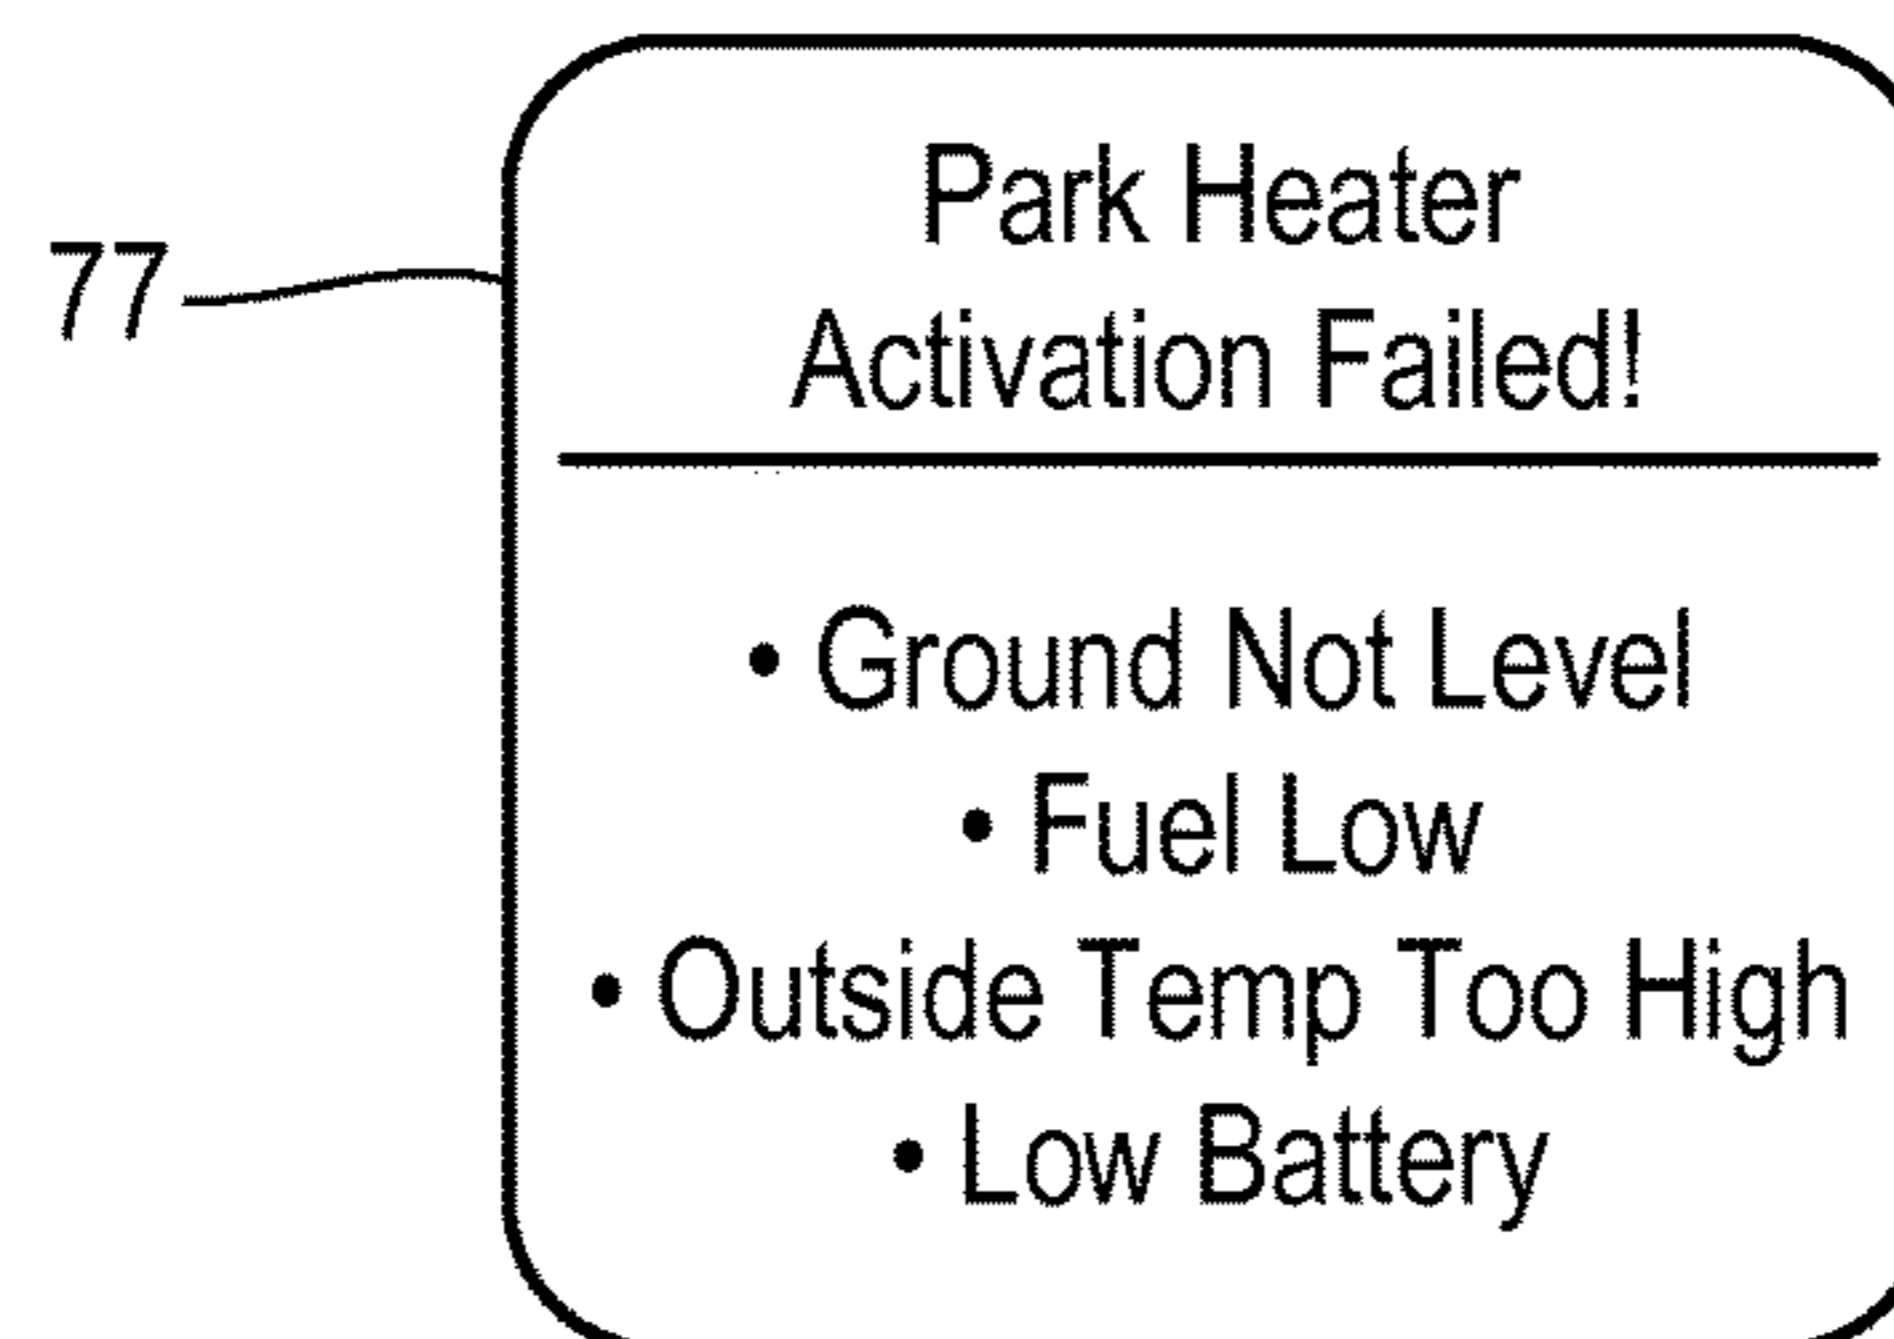 Park Heater
77
Activation Failed!
• Ground Not Level
• Fuel Low
• Outside Temp Too High
• Low Battery